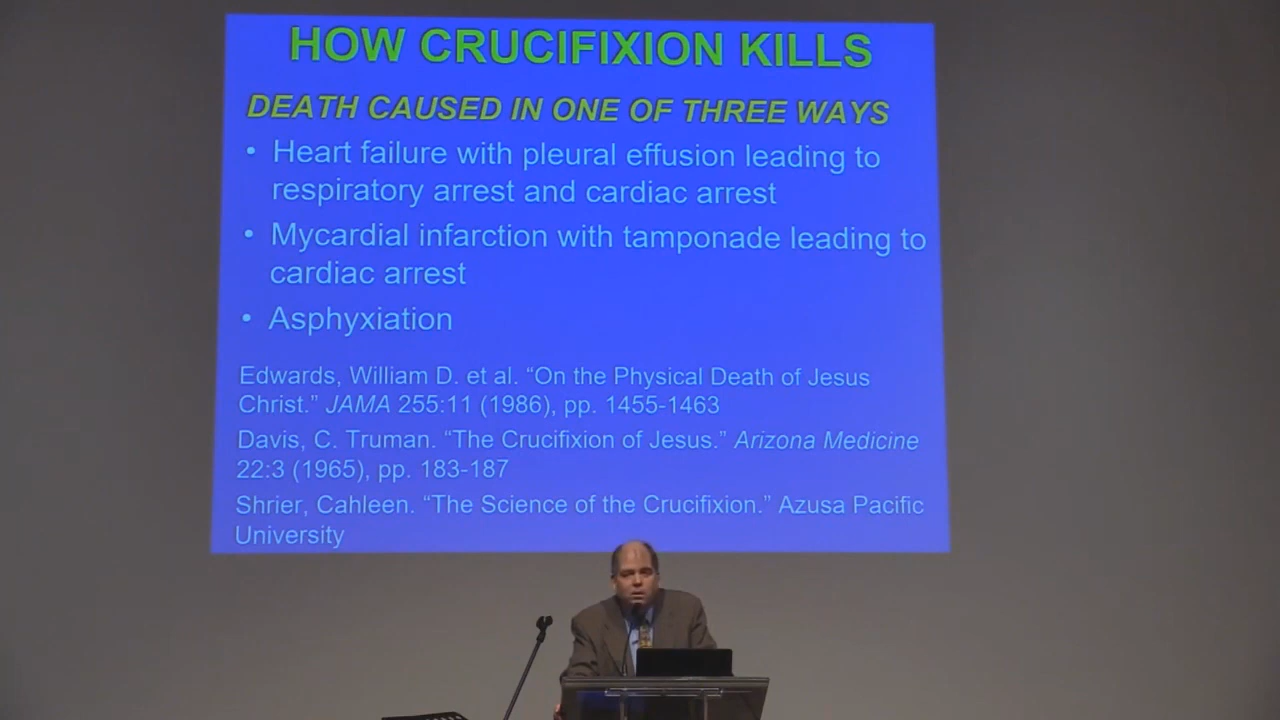 HOW CRUCIFIXION KILLS
DEATH CAUSED IN ONE OF THREE WAYS
• Heart failure with pleural effusion leading to
respiratory arrest and cardiac arrest
• Mycardial infarction with tamponade leading to
cardiac arrest
• Asphyxiation
Edwards, William D. et al. “On the Physical Death of Jesus
Christ.” JAMA 255:11 (1986), pp. 1455-1463
Davis, C. Truman. “The Crucifixion of Jesus.” Arizona Medicine
22:3 (1965), pp. 183-187
Shrier, Cahleen. “The Science of the Crucifixion.” Azusa Pacific
University